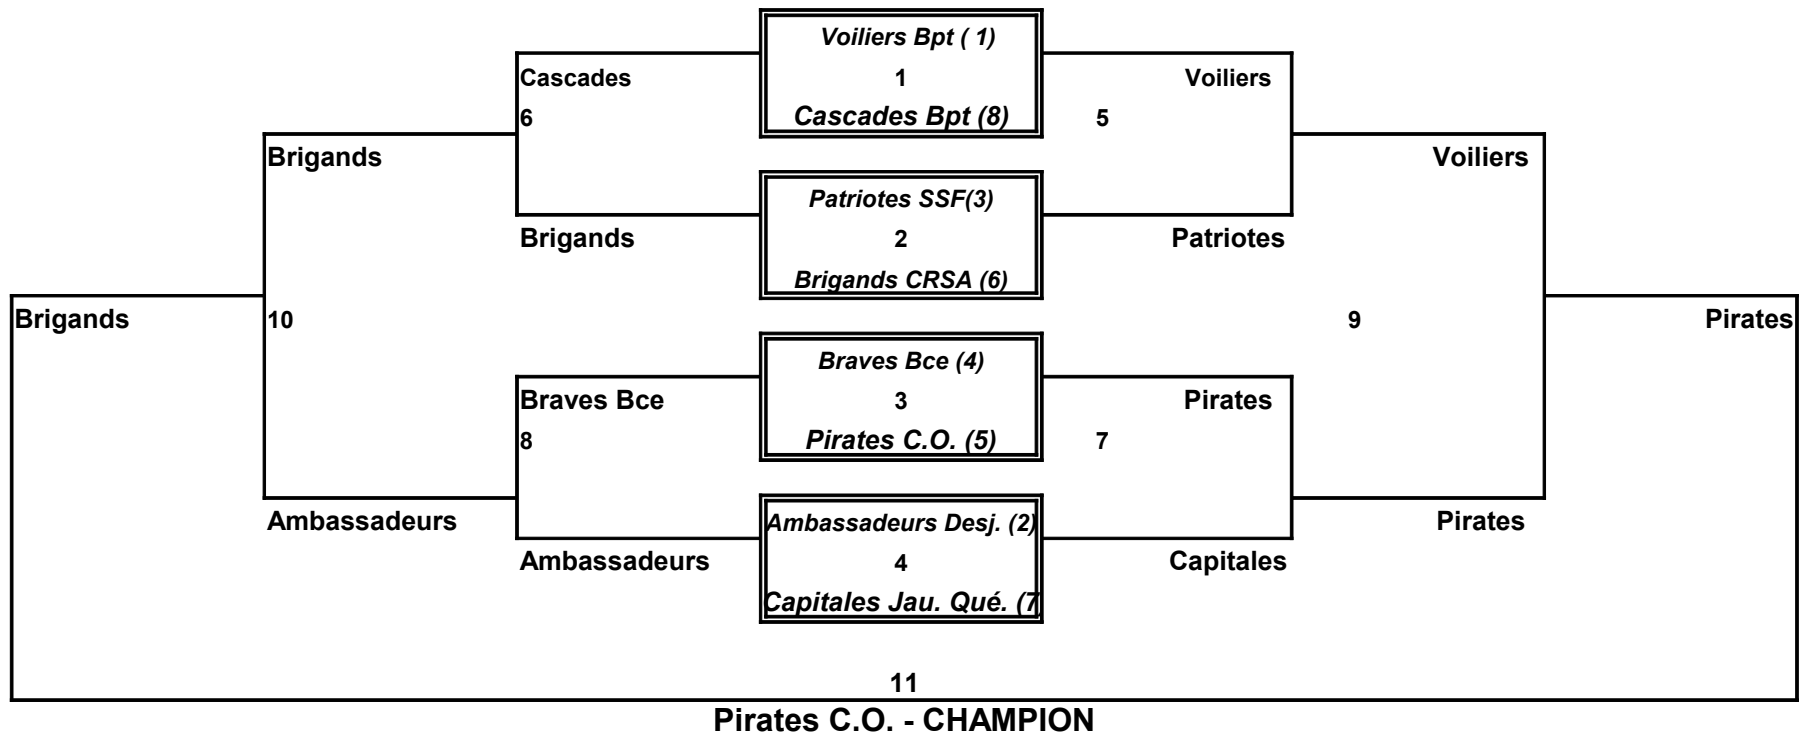 Voiliers Bpt ( 1)
Cascades
1
Voiliers
6
Cascades Bpt (8)
5
Brigands
Voiliers
Patriotes SSF(3)
Brigands
2
Patriotes
Brigands CRSA (6)
Brigands
10
9
Pirates
Braves Bce (4)
Braves Bce
3
Pirates
8
Pirates C.O. (5)
7
Ambassadeurs
Ambassadeurs Desj. (2)
Pirates
Ambassadeurs
4
Capitales
Capitales Jau. Qué. (7
11
Pirates C.O. - CHAMPION